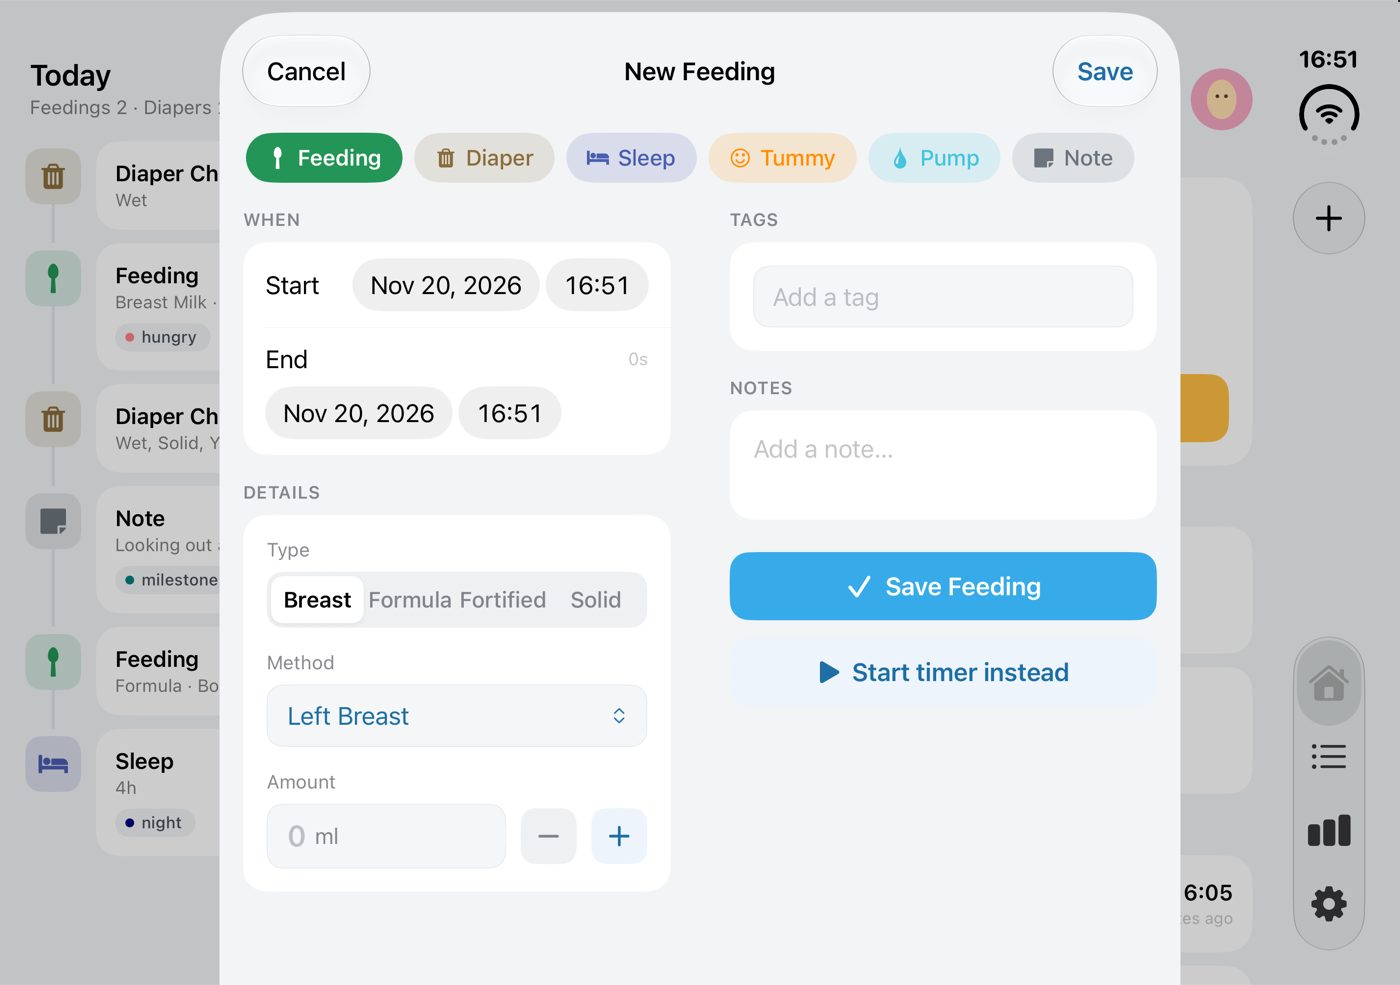 Today
Feedings 2 · Diapers
Diaper Ch
Wet
Feeding
Breast Milk ·
hungry
Diaper Ch
Wet, Solid, Y
Note
Looking out
milestone
Feeding
Formula · Bo
Sleep
4h
night
Cancel
New Feeding
Save
Feeding
Diaper
Sleep
Tummy
Pump
Note
WHEN
Start
Nov 20, 2026
16:51
End
0s
Nov 20, 2026
16:51
DETAILS
Type
Breast
Formula
Fortified
Solid
Method
Left Breast
Amount
0 ml
TAGS
Add a tag
NOTES
Add a note...
Save Feeding
Start timer instead
16:51
6:05
es ago